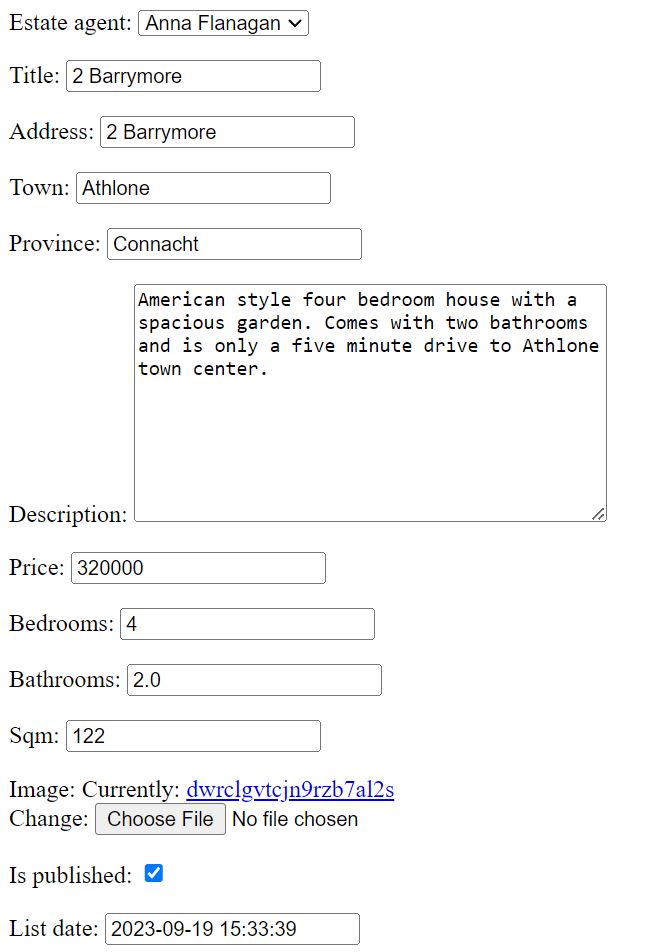 Estate agent: Anna Flanagan
Title: 2 Barrymore
Address: 2 Barrymore
Town: Athlone
Province: Connacht
American style four bedroom house with a
spacious garden. Comes with two bathrooms
and is only a five minute drive to Athlone
town center.
Description:
Price: 320000
Bedrooms: 4
Bathrooms: 2.0
Sqm: 122
Image: Currently: dwrclgvtcjn9rzb7al2s
Change: Choose File No file chosen
Is published:
List date: 2023-09-19 15:33:39